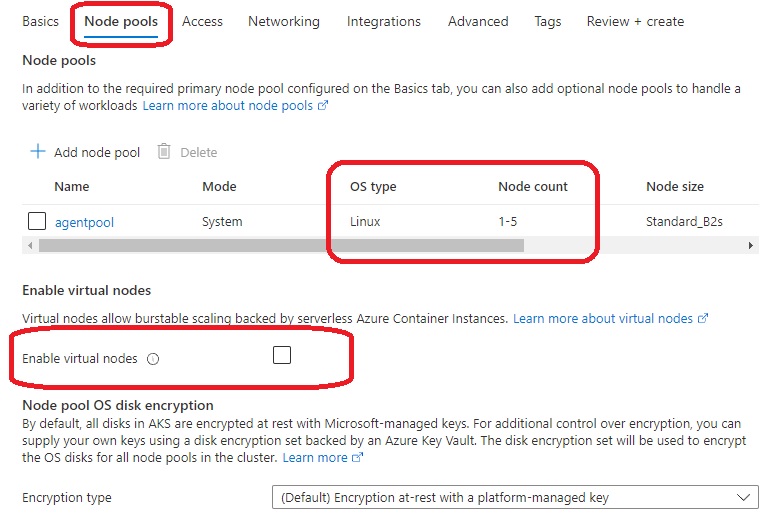 Basics Node pools Access Networking Integrations Advanced Tags Review + create
Node pools
In addition to the required primary node pool configured on the Basics tab, you can also add optional node pools to handle a
variety of workloads Learn more about node pools
Add node pool Delete
Name Mode OS type Node count Node size
agentpool System Linux 1-5 Standard_B2s
Enable virtual nodes
Virtual nodes allow burstable scaling backed by serverless Azure Container Instances. Learn more about virtual nodes
Enable virtual nodes
Node pool OS disk encryption
By default, all disks in AKS are encrypted at rest with Microsoft-managed keys. For additional control over encryption, you can
supply your own keys using a disk encryption set backed by an Azure Key Vault. The disk encryption set will be used to encrypt
the OS disks for all node pools in the cluster. Learn more
Encryption type (Default) Encryption at-rest with a platform-managed key